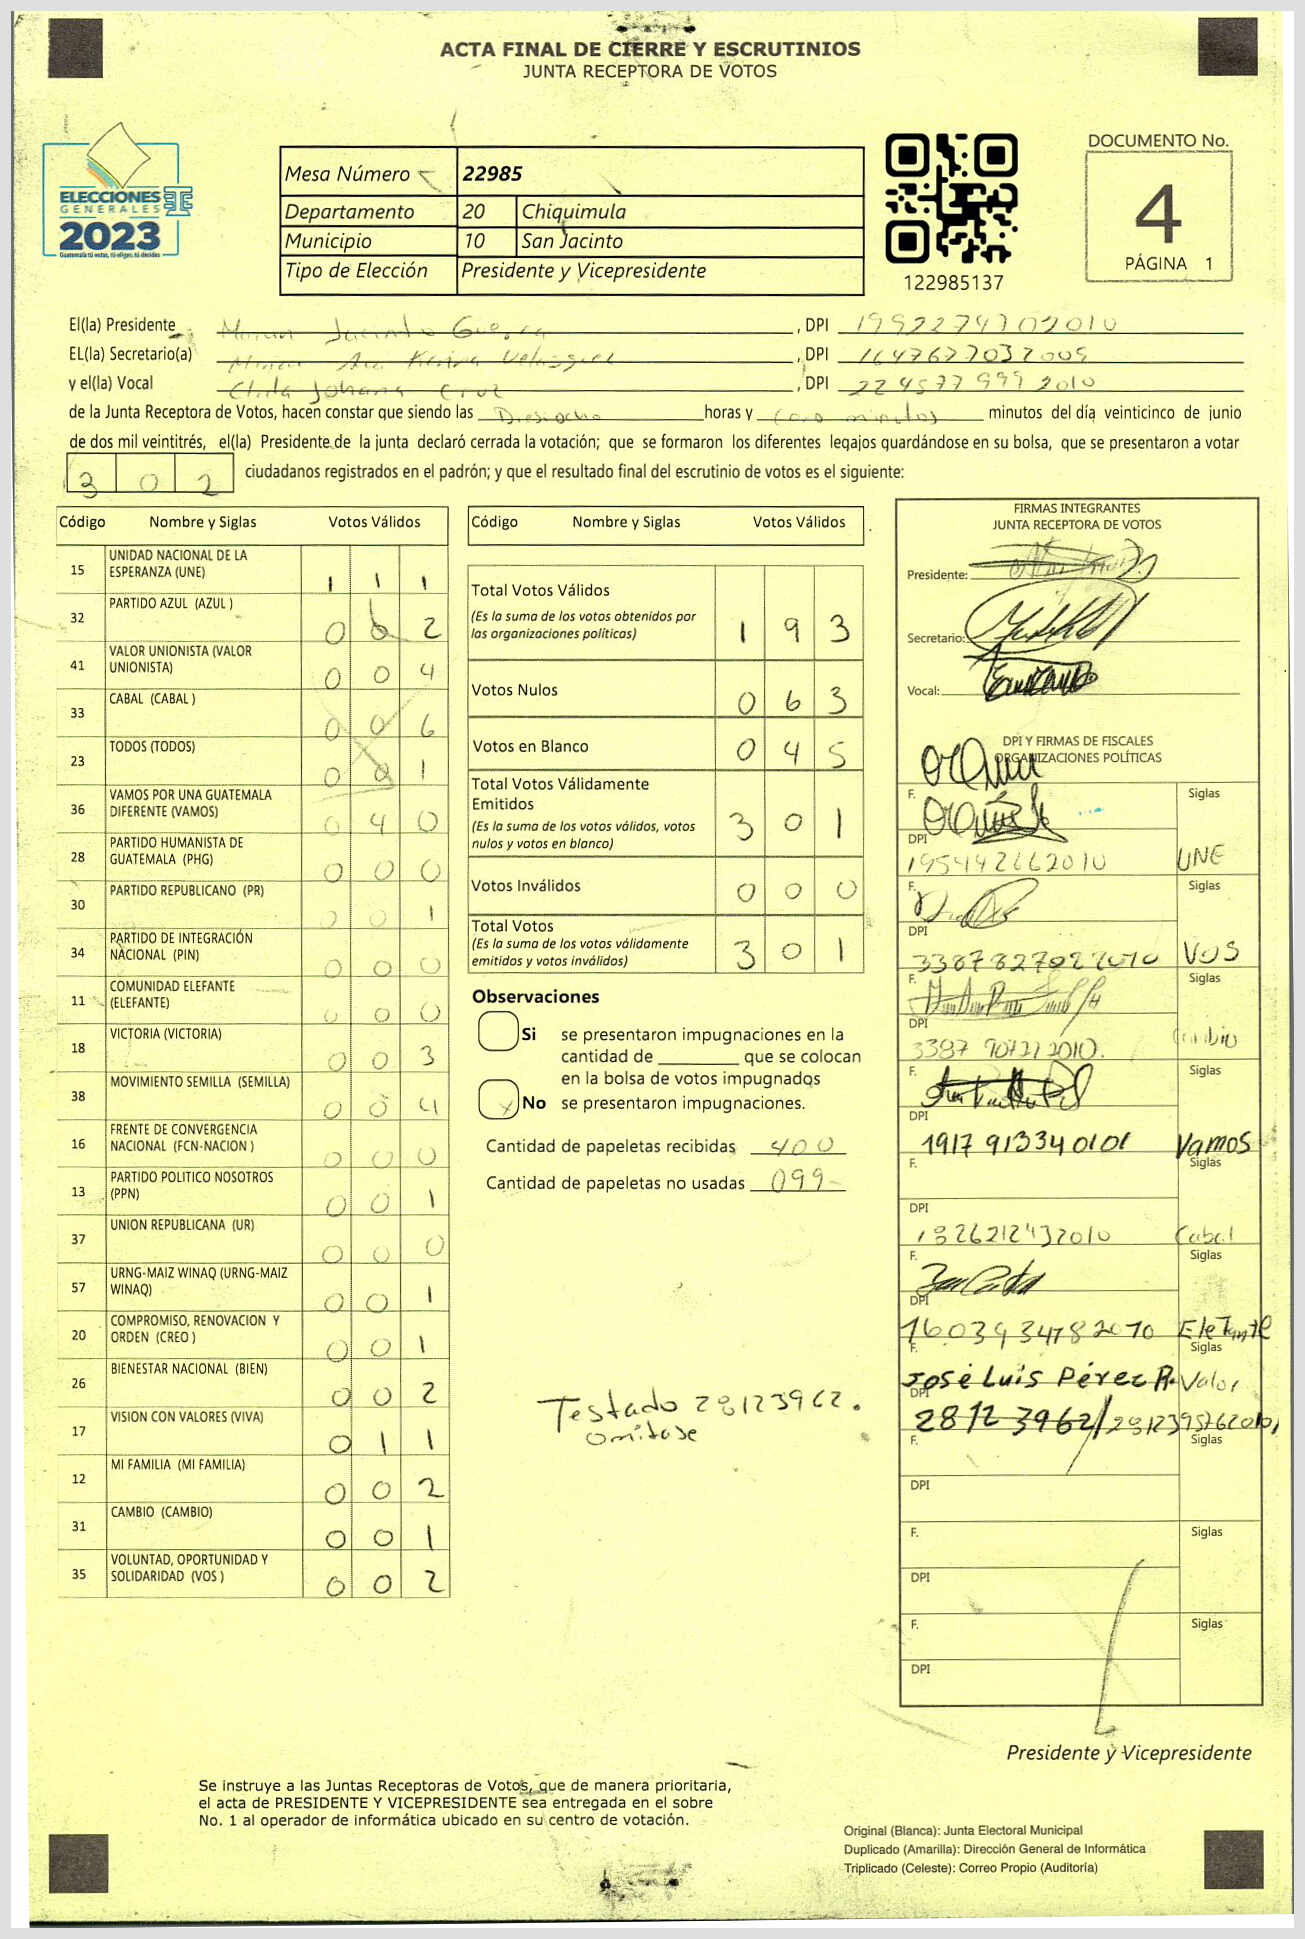 ACTA FINAL DE CIERRE Y ESCRUTINIOS
JUNTA RECEPTORA DE VOTOS
ELECCIONES
GENERALES
2023
Guatemala tú estas, tú eliges, tú decides
Mesa Número 22985
Departamento 20 Chiquimula
Municipio 10 San Jacinto
Tipo de Elección Presidente y Vicepresidente
122985137
DOCUMENTO No.
4
PÁGINA 1
El(la) Presidente Jacinto Guerra , DPI
EL(la) Secretario(a) Karina Velasquez , DPI
y el(la) Vocal Johana Cruz , DPI
de la Junta Receptora de Votos, hacen constar que siendo las horas y cero minutos minutos del día veinticinco de junio
de dos mil veintitrés, el(la) Presidente de la junta declaró cerrada la votación; que se formaron los diferentes legajos guardándose en su bolsa, que se presentaron a votar
3 0 2 ciudadanos registrados en el padrón; y que el resultado final del escrutinio de votos es el siguiente:
Código Nombre y Siglas Votos Válidos
15 UNIDAD NACIONAL DE LA ESPERANZA (UNE) 1 1 1
32 PARTIDO AZUL (AZUL ) 0 0 2
41 VALOR UNIONISTA (VALOR UNIONISTA) 0 0 4
33 CABAL (CABAL ) 0 0 6
23 TODOS (TODOS) 0 0 1
36 VAMOS POR UNA GUATEMALA DIFERENTE (VAMOS) 0 4 0
28 PARTIDO HUMANISTA DE GUATEMALA (PHG) 0 0 0
30 PARTIDO REPUBLICANO (PR) 0 0 1
34 PARTIDO DE INTEGRACIÓN NACIONAL (PIN) 0 0 0
11 COMUNIDAD ELEFANTE (ELEFANTE) 0 0 0
18 VICTORIA (VICTORIA) 0 0 3
38 MOVIMIENTO SEMILLA (SEMILLA) 0 0 4
16 FRENTE DE CONVERGENCIA NACIONAL (FCN-NACION ) 0 0 0
13 PARTIDO POLITICO NOSOTROS (PPN) 0 0 1
37 UNION REPUBLICANA (UR) 0 0 0
57 URNG-MAIZ WINAQ (URNG-MAIZ WINAQ) 0 0 1
20 COMPROMISO, RENOVACION Y ORDEN (CREO ) 0 0 1
26 BIENESTAR NACIONAL (BIEN) 0 0 2
17 VISION CON VALORES (VIVA) 0 1 1
12 MI FAMILIA (MI FAMILIA) 0 0 2
31 CAMBIO (CAMBIO) 0 0 1
35 VOLUNTAD, OPORTUNIDAD Y SOLIDARIDAD (VOS ) 0 0 2
Código Nombre y Siglas Votos Válidos
Total Votos Válidos
(Es la suma de los votos obtenidos por
las organizaciones políticas) 1 9 3
Votos Nulos 0 6 3
Votos en Blanco 0 4 5
Total Votos Válidamente
Emitidos
(Es la suma de los votos válidos, votos
nulos y votos en blanco) 3 0 1
Votos Inválidos 0 0 0
Total Votos
(Es la suma de los votos válidamente
emitidos y votos inválidos) 3 0 1
Observaciones
Si se presentaron impugnaciones en la
cantidad de ________ que se colocan
en la bolsa de votos impugnados
No se presentaron impugnaciones.
Cantidad de papeletas recibidas 400
Cantidad de papeletas no usadas 099
Testado 28123962.
omitase
FIRMAS INTEGRANTES
JUNTA RECEPTORA DE VOTOS
Presidente:
Secretario:
Vocal:
DPI Y FIRMAS DE FISCALES
ORGANIZACIONES POLÍTICAS
F. Siglas
DPI
UNE
F. Siglas
DPI
VOS
F. Siglas
DPI
Cambio
F. Siglas
DPI
1917 91334 0101 Vamos
F. Siglas
DPI
1826212432010 Cabal
F. Siglas
DPI
Elefante
F. Siglas
José Luis Pérez R. Valor
DPI
28123962/
F. Siglas
DPI
F. Siglas
DPI
F. Siglas
DPI
Presidente y Vicepresidente
Se instruye a las Juntas Receptoras de Votos, que de manera prioritaria,
el acta de PRESIDENTE Y VICEPRESIDENTE sea entregada en el sobre
No. 1 al operador de informática ubicado en su centro de votación.
Original (Blanca): Junta Electoral Municipal
Duplicado (Amarilla): Dirección General de Informática
Triplicado (Celeste): Correo Propio (Auditoría)